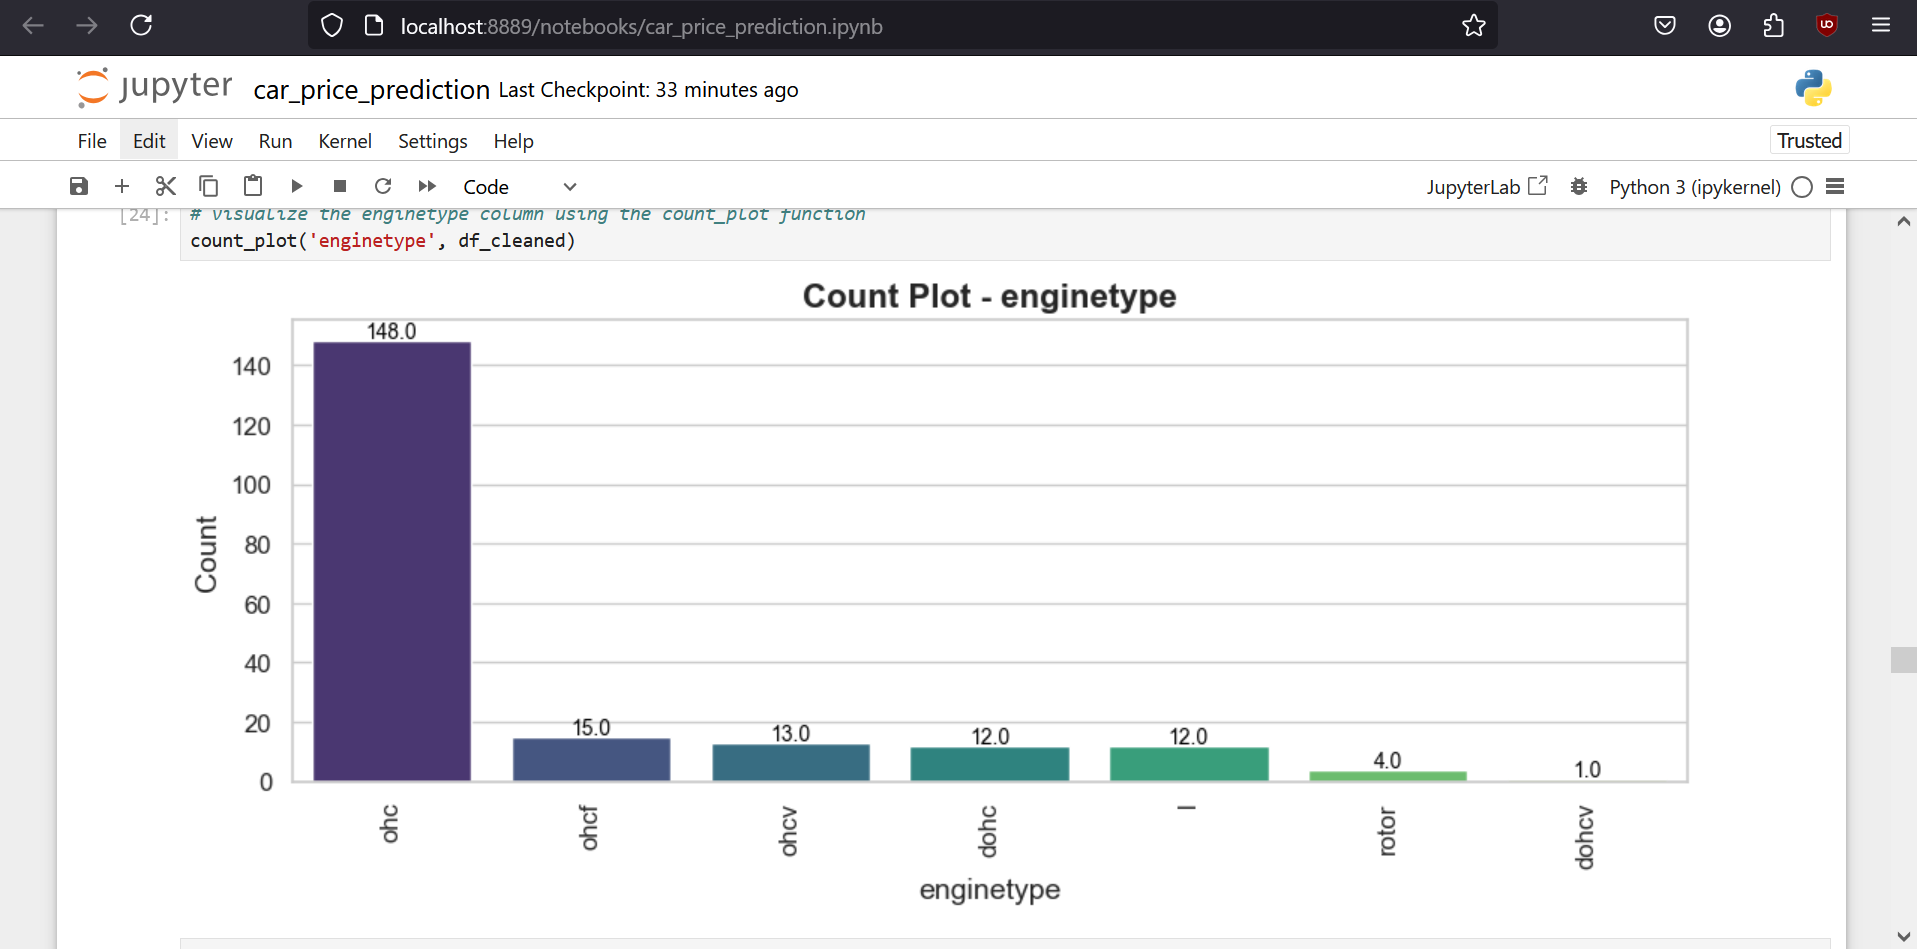 localhost:8889/notebooks/car_price_prediction.ipynb
jupyter car_price_prediction Last Checkpoint: 33 minutes ago
File Edit View Run Kernel Settings Help Trusted
Code JupyterLab Python 3 (ipykernel)
[24]: # visualize the enginetype column using the count_plot function
count_plot('enginetype', df_cleaned)
Count Plot - enginetype
148.0
140
120
100
80
60
40
20
0
Count
15.0
13.0
12.0
12.0
4.0
1.0
ohc
ohcf
ohcv
dohc
l
rotor
dohcv
enginetype